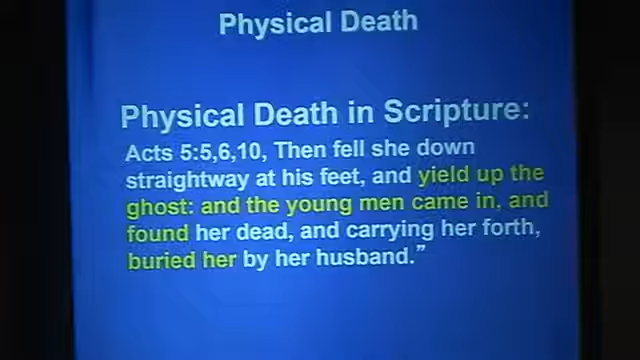 Physical Death
Physical Death in Scripture:
Acts 5:5,6,10, Then fell she down
straightway at his feet, and yield up the
ghost: and the young men came in, and
found her dead, and carrying her forth,
buried her by her husband.”